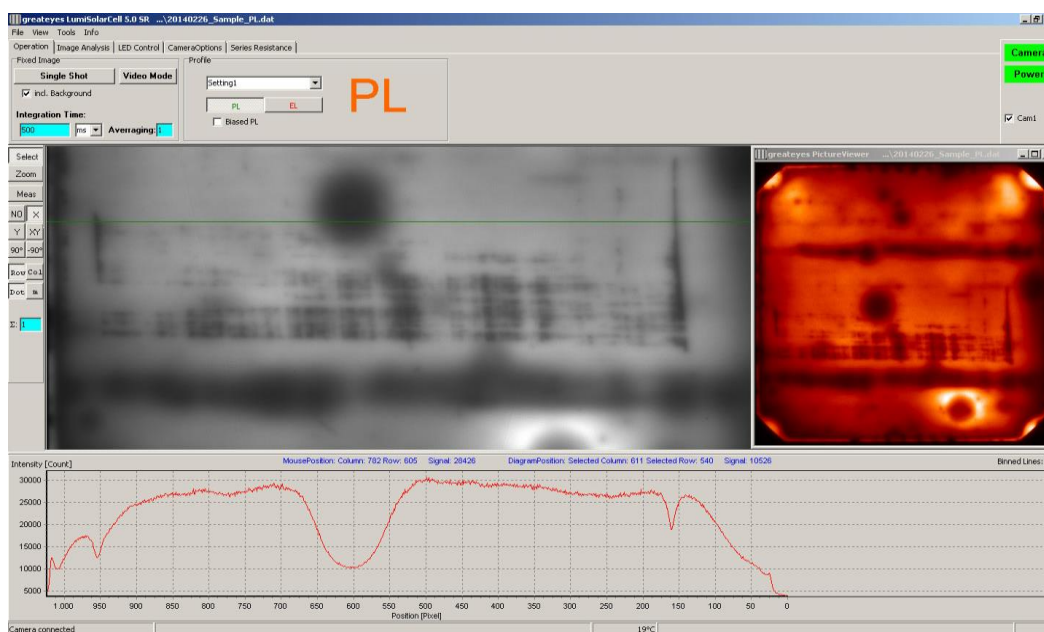 greateyes LumiSolarCell 5.0 SR ...\20140226_Sample_PL.dat
File View Tools Info
Operation Image Analysis LED Control CameraOptions Series Resistance
Fixed Image
Profile
Camera
Single Shot Video Mode
Setting1
PL
Power
incl. Background
PL EL
Integration Time:
Biased PL
Cam1
500 ms Averaging: 1
Select
greateyes PictureViewer ...\20140226_Sample_PL.dat
Zoom
Meas
NO X
Y XY
90° -90°
Row Col
Dot
Σ: 1
Intensity [Count]
MousePosition: Column: 782 Row: 605 Signal: 28426 DiagramPosition: Selected Column: 611 Selected Row: 540 Signal: 10526
Binned Lines:
30000
25000
20000
15000
10000
5000
1.000 950 900 850 800 750 700 650 600 550 500 450 400 350 300 250 200 150 100 50 0
Position [Pixel]
Camera connected
19°C